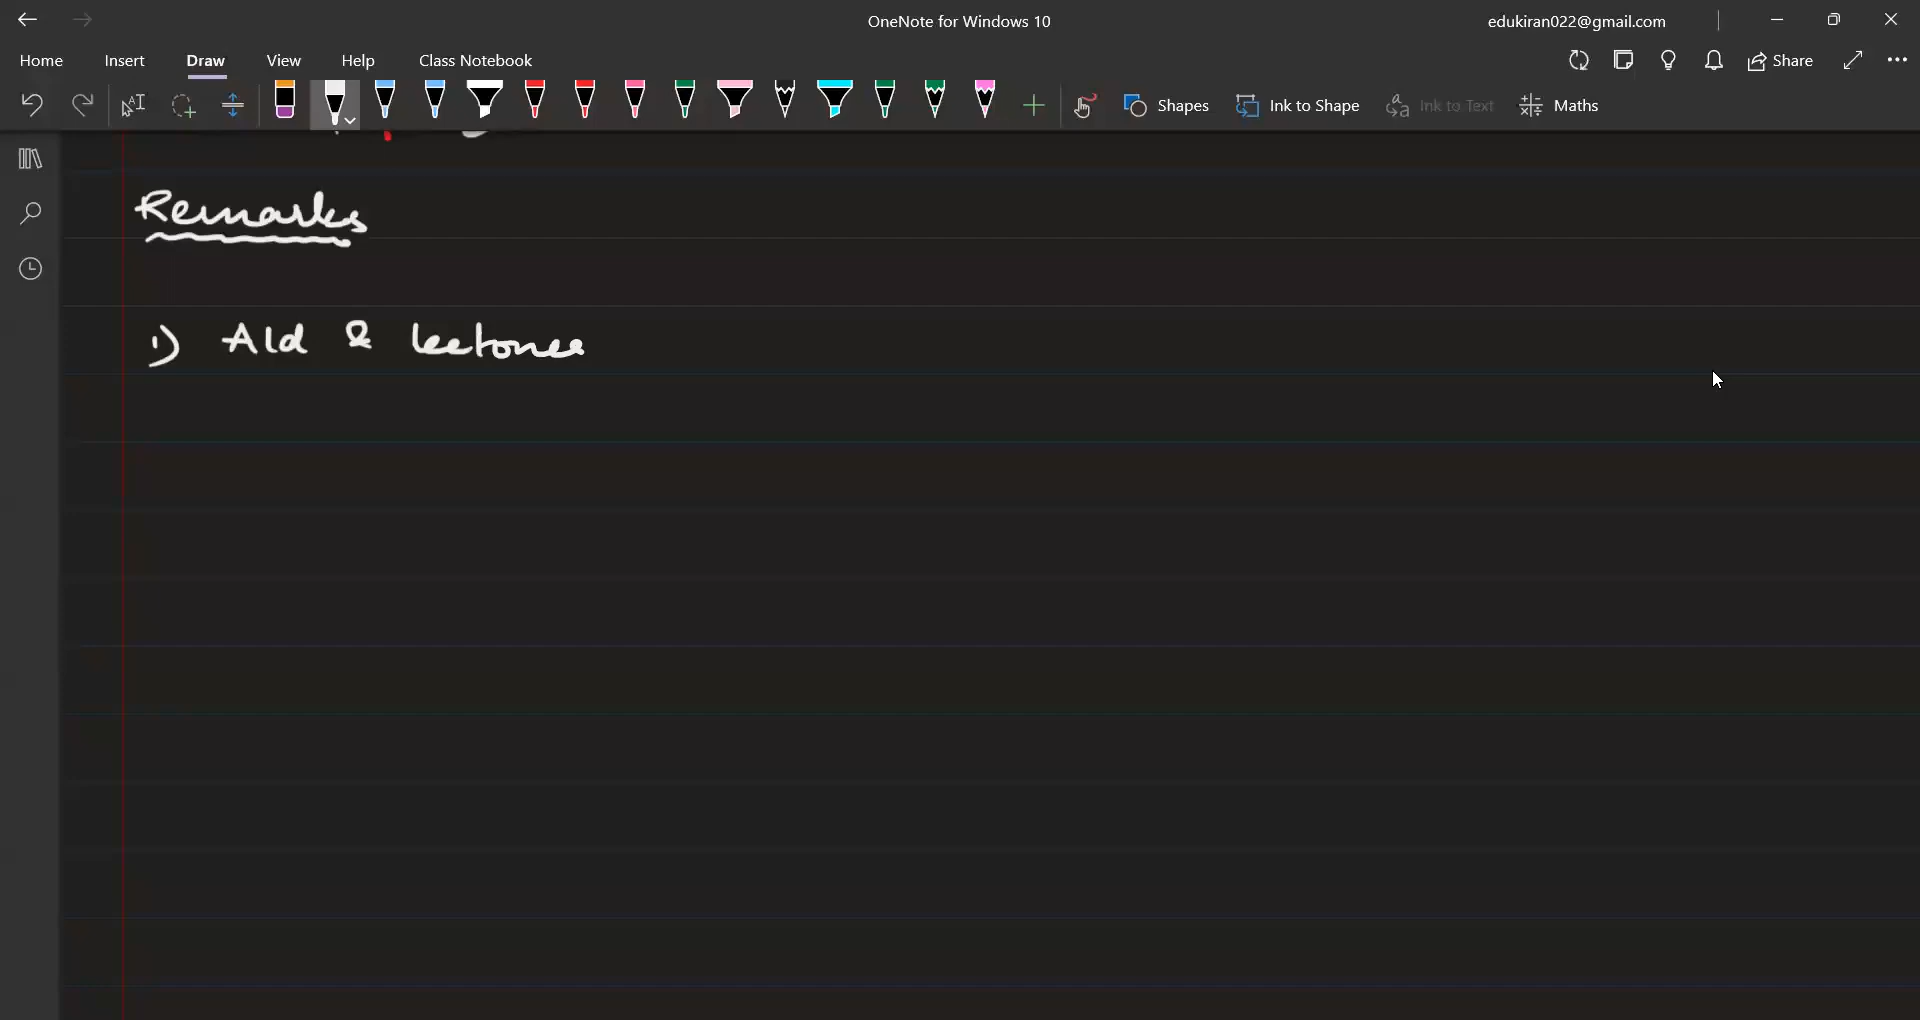 OneNote for Windows 10
edukiran022@gmail.com
Home Insert Draw View Help Class Notebook
Share
Shapes Ink to Shape Ink to Text Maths
Remarks
1) Ald & ketones